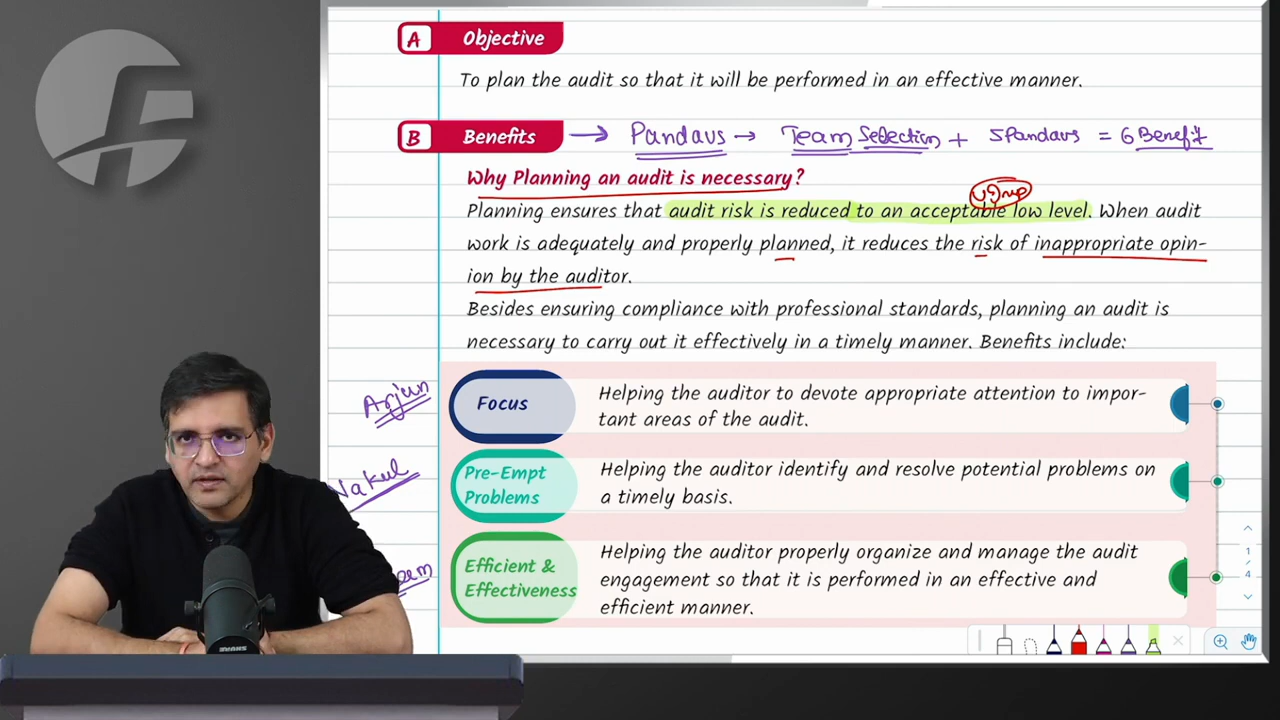 A Objective
To plan the audit so that it will be performed in an effective manner.
B Benefits → Pandavs → Team Selection + 5Pandavs = 6 Benefit
Why Planning an audit is necessary?
Planning ensures that audit risk is reduced to an acceptable low level. When audit
work is adequately and properly planned, it reduces the risk of inappropriate opin-
ion by the auditor.
Besides ensuring compliance with professional standards, planning an audit is
necessary to carry out it effectively in a timely manner. Benefits include:
Arjun
Focus
Helping the auditor to devote appropriate attention to impor-
tant areas of the audit.
Nakul
Pre-Empt
Problems
Helping the auditor identify and resolve potential problems on
a timely basis.
Efficient &
Effectiveness
Helping the auditor properly organize and manage the audit
engagement so that it is performed in an effective and
efficient manner.
1
4